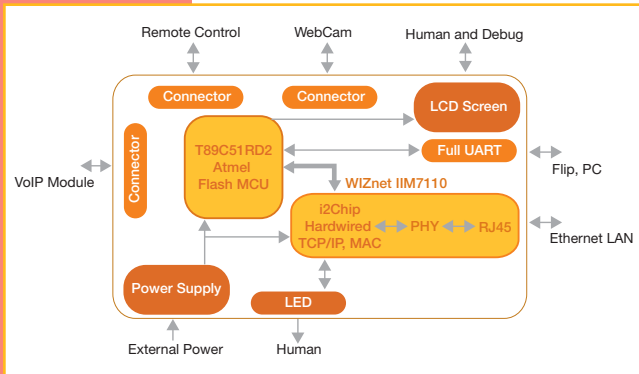 Remote Control
WebCam
Human and Debug
Connector
Connector
LCD Screen
Connector
T89C51RD2
Atmel
Flash MCU
Full UART
VoIP Module
Flip, PC
WIZnet IIM7110
i2Chip
Hardwired
TCP/IP, MAC
PHY
RJ45
Ethernet LAN
Power Supply
LED
External Power
Human